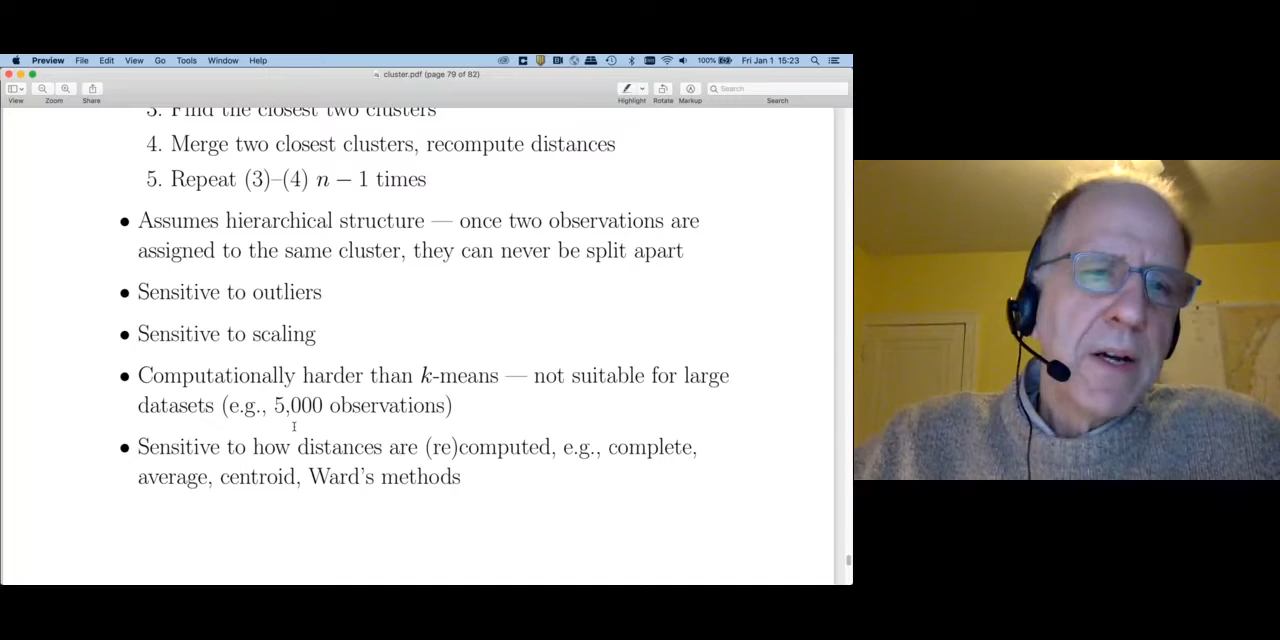 Preview File Edit View Go Tools Window Help 100% Fri Jan 1 15:23
cluster.pdf (page 79 of 82)
View Zoom Share Highlight Rotate Markup Search
Search
3. Find the closest two clusters
4. Merge two closest clusters, recompute distances
5. Repeat (3)–(4) n − 1 times
• Assumes hierarchical structure — once two observations are
assigned to the same cluster, they can never be split apart
• Sensitive to outliers
• Sensitive to scaling
• Computationally harder than k-means — not suitable for large
datasets (e.g., 5,000 observations)
• Sensitive to how distances are (re)computed, e.g., complete,
average, centroid, Ward's methods